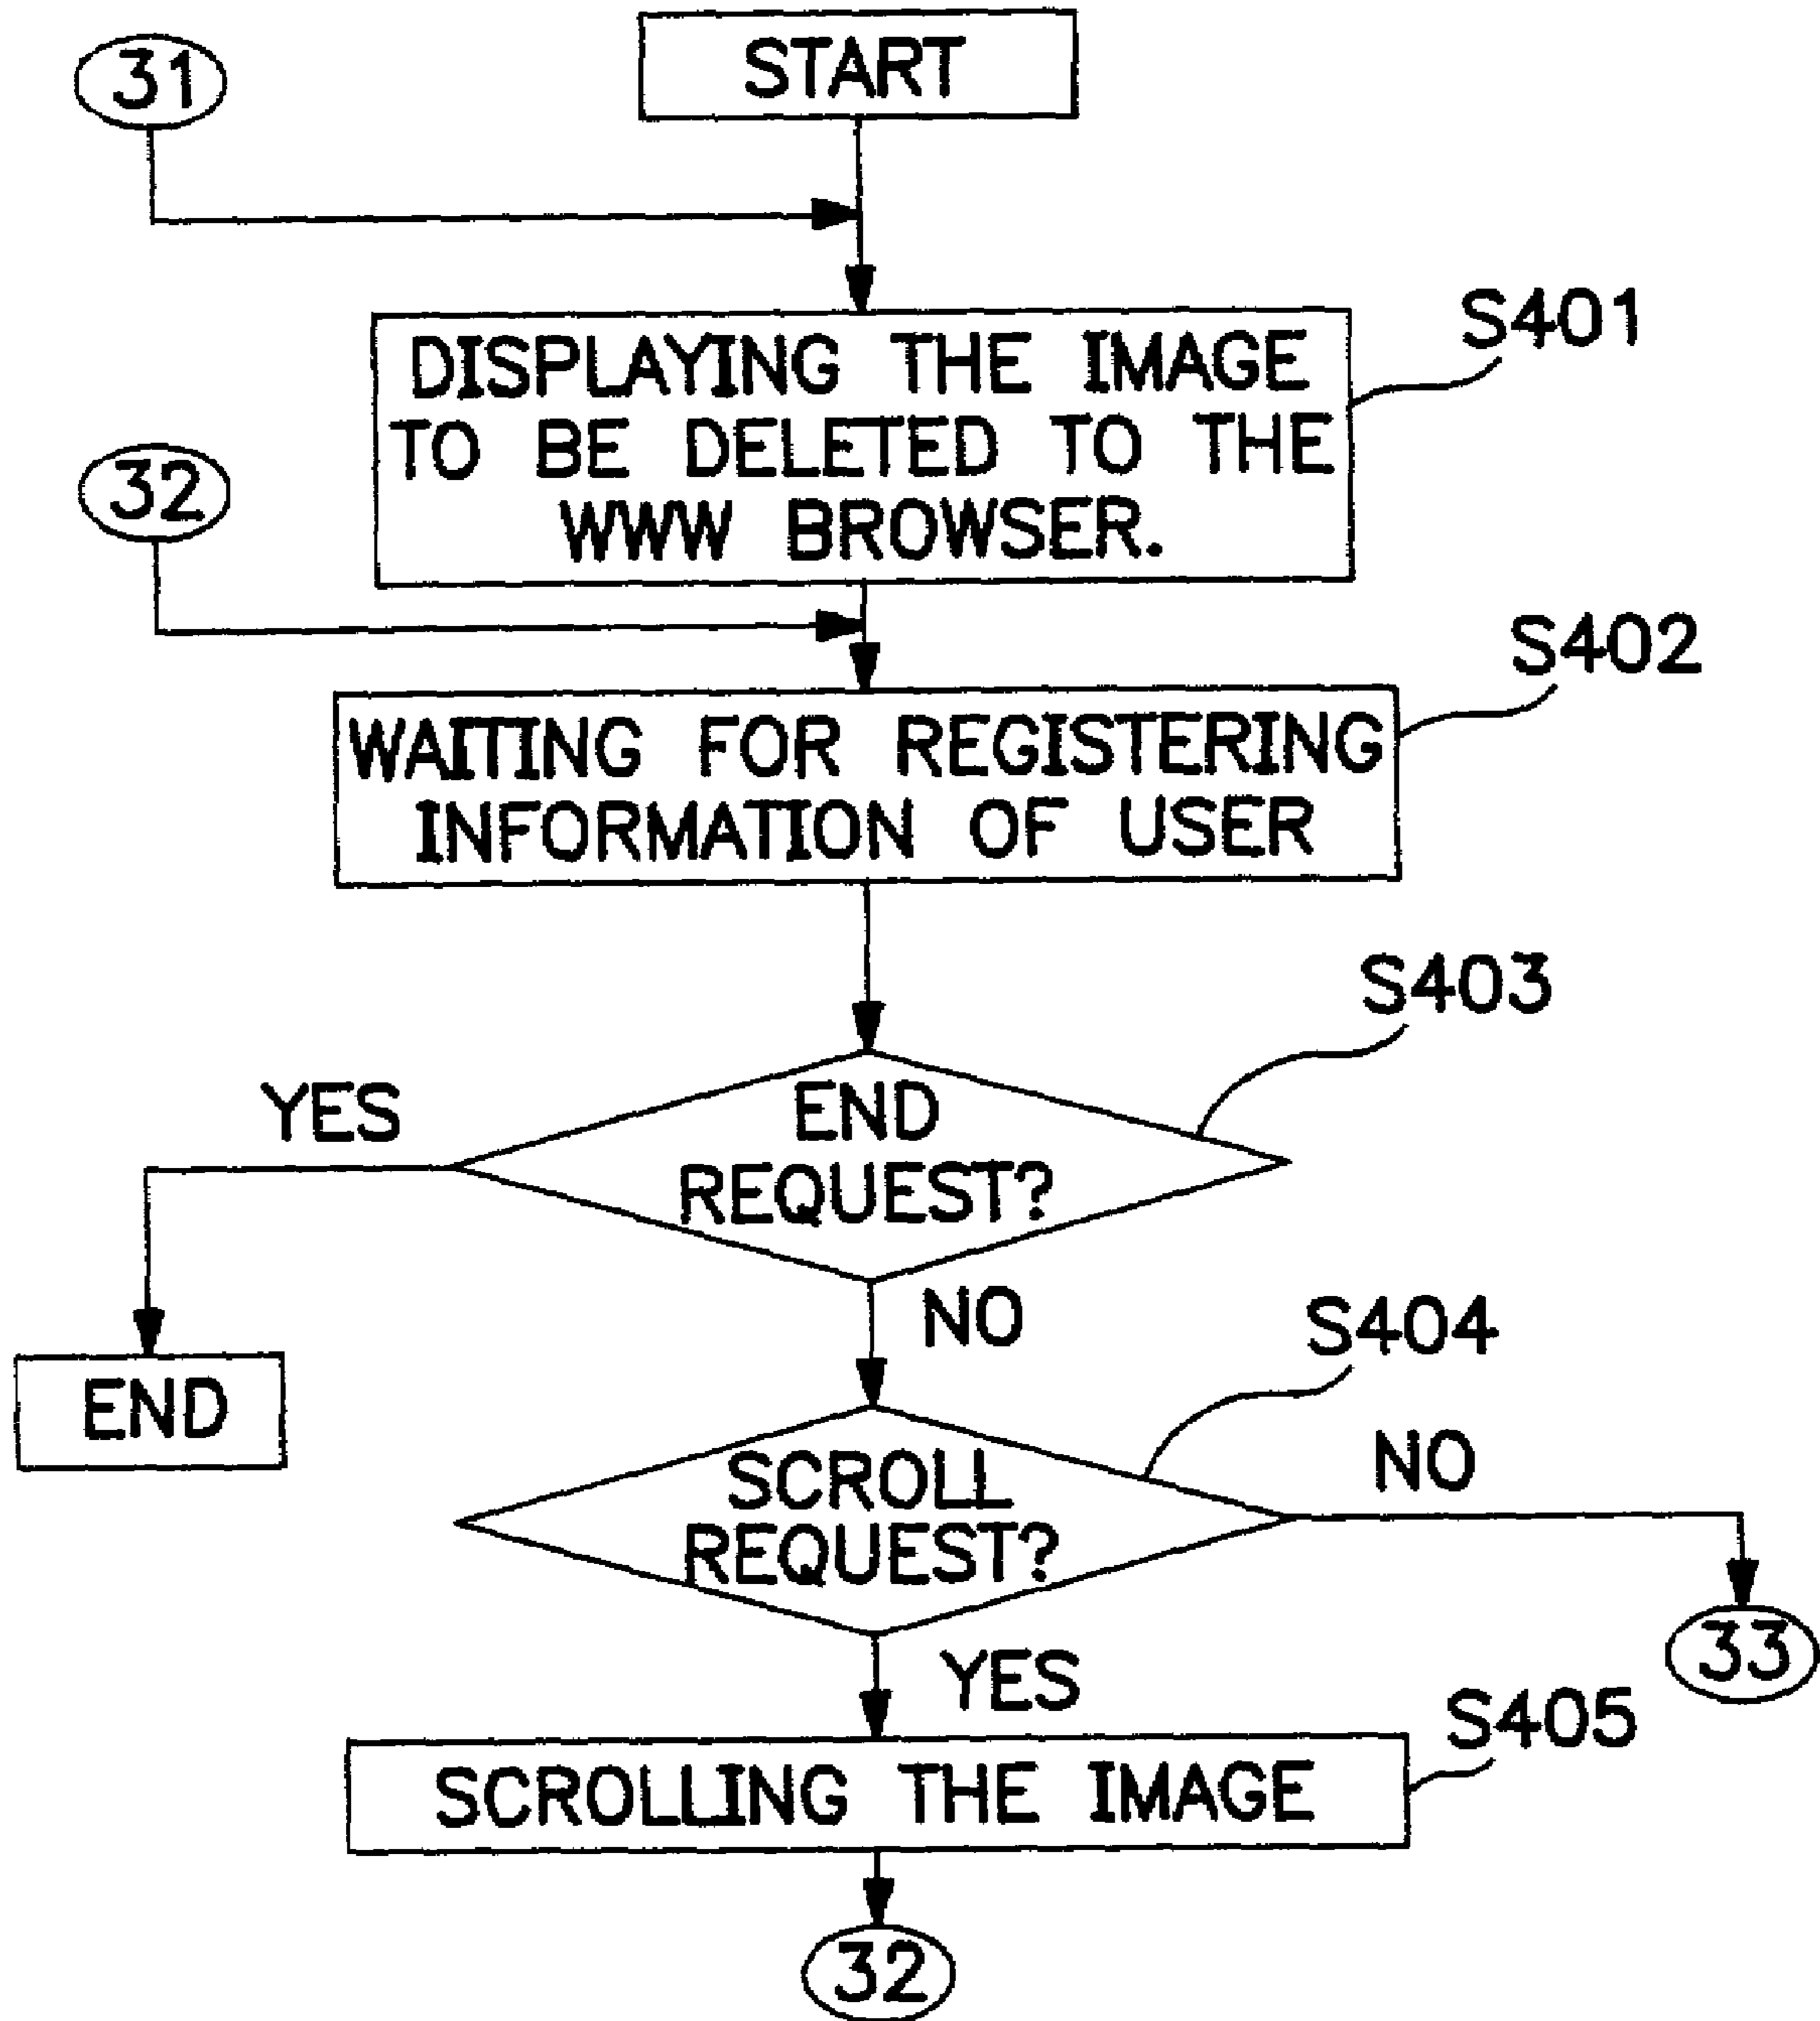 START
31
S401
DISPLAYING THE IMAGE
TO BE DELETED TO THE
WWW BROWSER.
32
S402
WAITING FOR REGISTERING
INFORMATION OF USER
S403
YES
END
REQUEST?
NO
S404
END
NO
SCROLL
REQUEST?
33
YES
S405
SCROLLING THE IMAGE
32